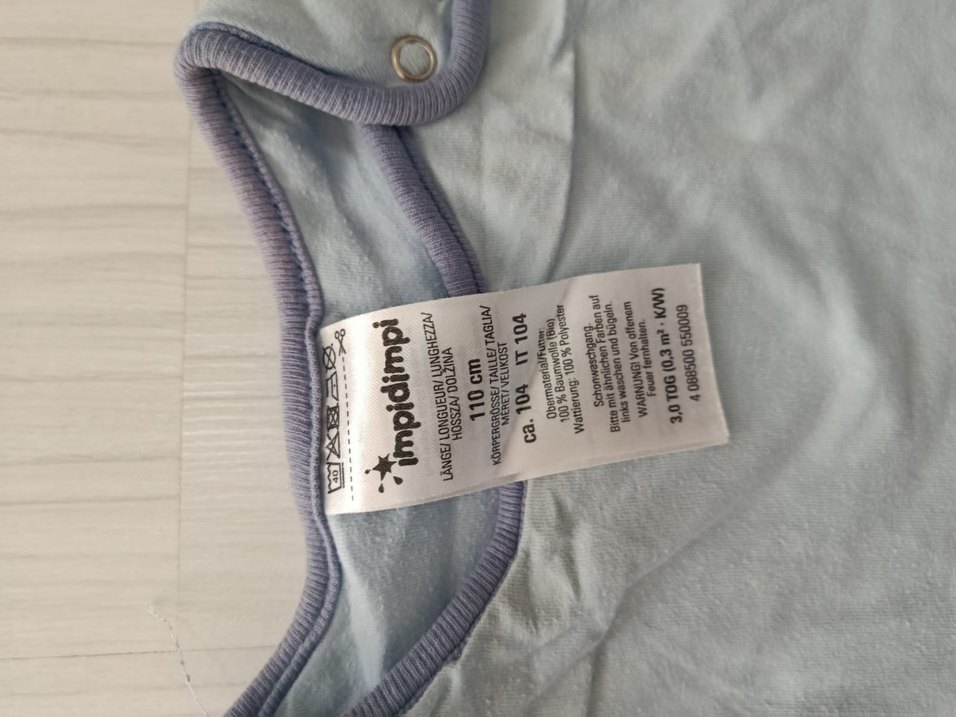 40
impidimpi
LÄNGE/ LONGUEUR/ LUNGHEZZA/
HOSSZA/ DOLŽINA
110 cm
KÖRPERGRÖSSE/ TAILLE/ TAGLIA/
MÉRET/ VELIKOST
ca. 104 IT 104
Obermaterial/Futter:
100 % Baumwolle (Bio)
Wattierung: 100 % Polyester
Schonwaschgang.
Bitte mit ähnlichen Farben auf
links waschen und bügeln.
WARNUNG! Von offenem
Feuer fernhalten.
3,0 TOG (0,3 m² · K/W)
4 088500 550009